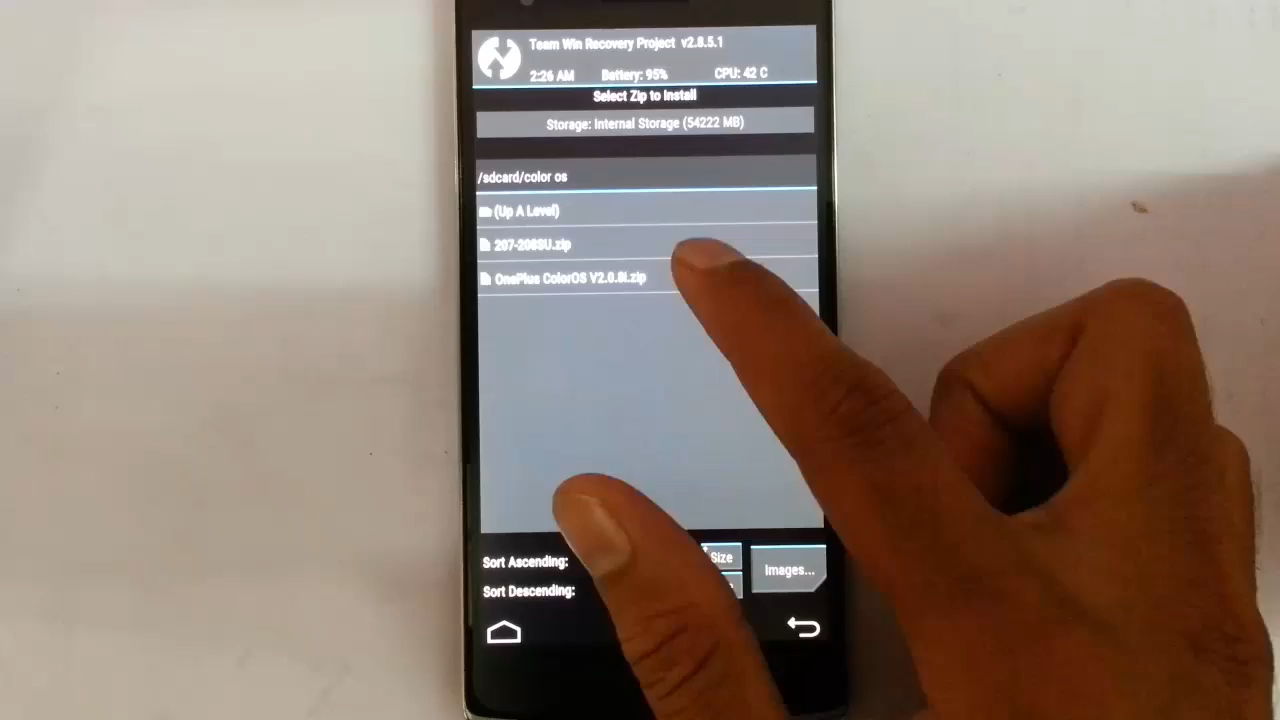 Team Win Recovery Project v2.8.5.1
2:26 AM Battery: 95% CPU: 42 C
Select Zip to Install
Storage: Internal Storage (54222 MB)
/sdcard/color os
(Up A Level)
207-208SU.zip
OnePlus ColorOS V2.0.8i.zip
Sort Ascending:
Size
Images...
Sort Descending: